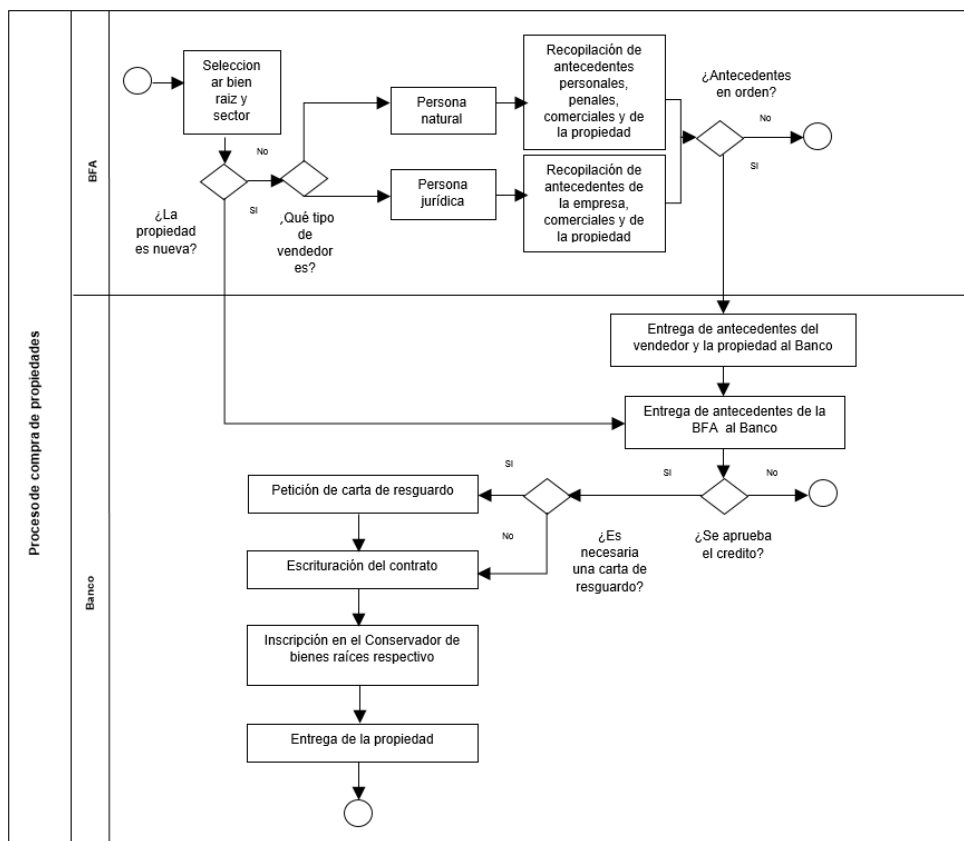 Proceso de compra de propiedades
BFA
Seleccion
ar bien
raiz y
sector
No
SI
¿La
propiedad
es nueva?
¿Qué tipo
de
vendedor
es?
Persona
natural
Persona
jurídica
Recopilación de
antecedentes
personales,
penales,
comerciales y de
la propiedad
Recopilación de
antecedentes de
la empresa,
comerciales y de
la propiedad
¿Antecedentes
en orden?
No
SI
Banco
Entrega de antecedentes del
vendedor y la propiedad al Banco
Entrega de antecedentes de la
BFA al Banco
SI
No
¿Se aprueba
el credito?
SI
No
¿Es
necesaria
una carta de
resguardo?
Petición de carta de resguardo
Escrituración del contrato
Inscripción en el Conservador de
bienes raíces respectivo
Entrega de la propiedad